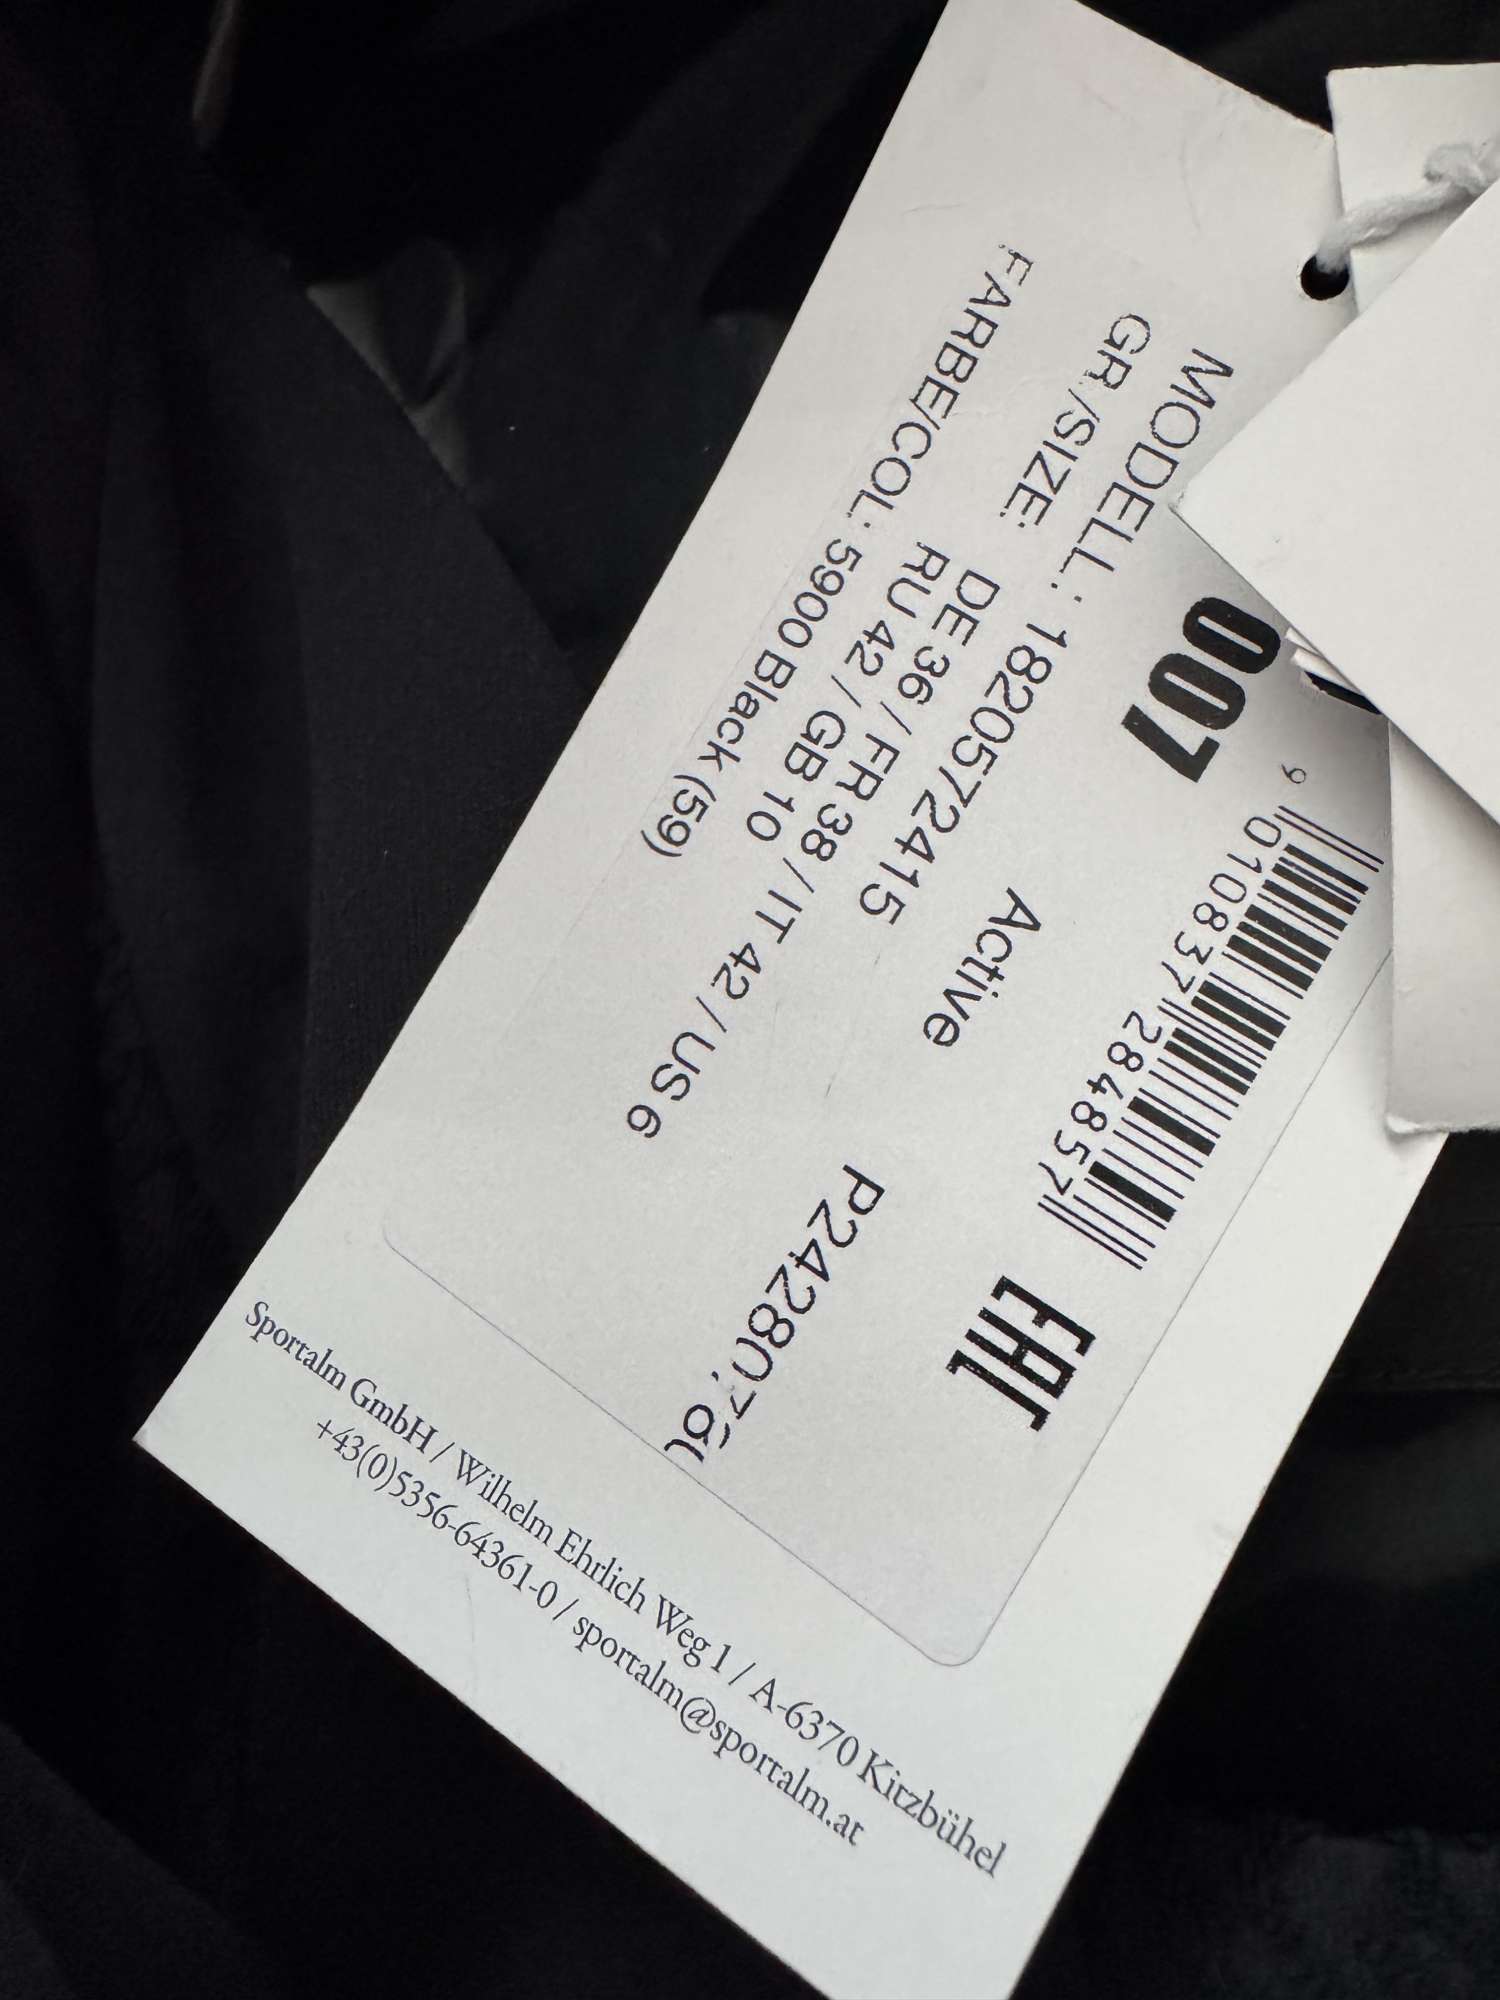 007
9 010837 284857
EAC
MODELL.: 1820572415 Active
GR/SIZE: DE 36 / FR 38 / IT 42 / US 6
RU 42 / GB 10
FARBE/COL.: 5900 Black (59)
Sportalm GmbH / Wilhelm Ehrlich Weg 1 / A-6370 Kitzbühel
+43(0)5356-64361-0 / sportalm@sportalm.at